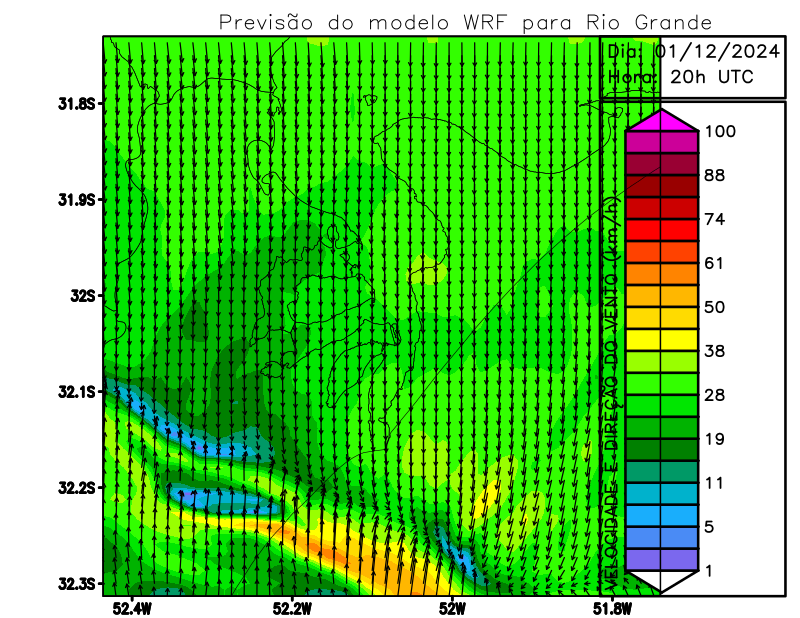 Previsão do modelo WRF para Rio Grande
Dia: 01/12/2024
Hora: 20h UTC
31.8S
31.9S
32S
32.1S
32.2S
32.3S
52.4W
52.2W
52W
51.8W
VELOCIDADE E DIREÇÃO DO VENTO (km/h)
100
88
74
61
50
38
28
19
11
5
1